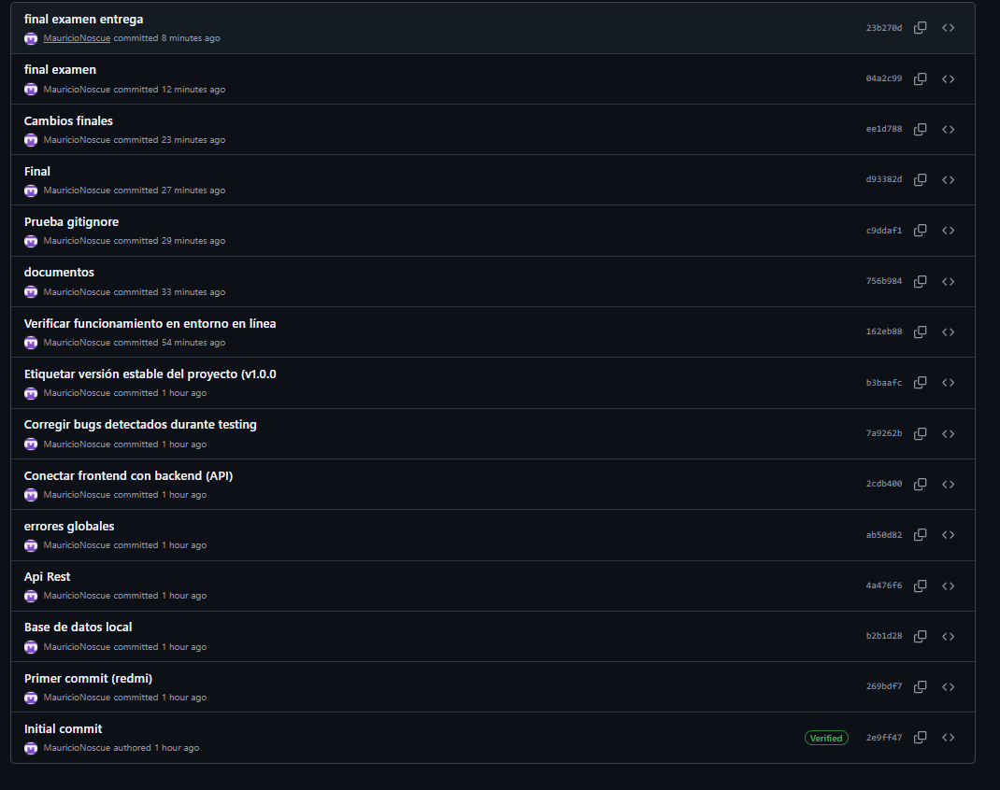 final examen entrega
MauricioNoscue committed 8 minutes ago
23b270d
final examen
MauricioNoscue committed 12 minutes ago
04a2c99
Cambios finales
MauricioNoscue committed 23 minutes ago
ee1d788
Final
MauricioNoscue committed 27 minutes ago
d93382d
Prueba gitignore
MauricioNoscue committed 29 minutes ago
c9ddaf1
documentos
MauricioNoscue committed 33 minutes ago
756b984
Verificar funcionamiento en entorno en línea
MauricioNoscue committed 54 minutes ago
162eb88
Etiquetar versión estable del proyecto (v1.0.0
MauricioNoscue committed 1 hour ago
b3baafc
Corregir bugs detectados durante testing
MauricioNoscue committed 1 hour ago
7a9262b
Conectar frontend con backend (API)
MauricioNoscue committed 1 hour ago
2cdb400
errores globales
MauricioNoscue committed 1 hour ago
ab50d82
Api Rest
MauricioNoscue committed 1 hour ago
4a476f6
Base de datos local
MauricioNoscue committed 1 hour ago
b2b1d28
Primer commit (redmi)
MauricioNoscue committed 1 hour ago
269bdf7
Initial commit
MauricioNoscue authored 1 hour ago
Verified
2e9ff47